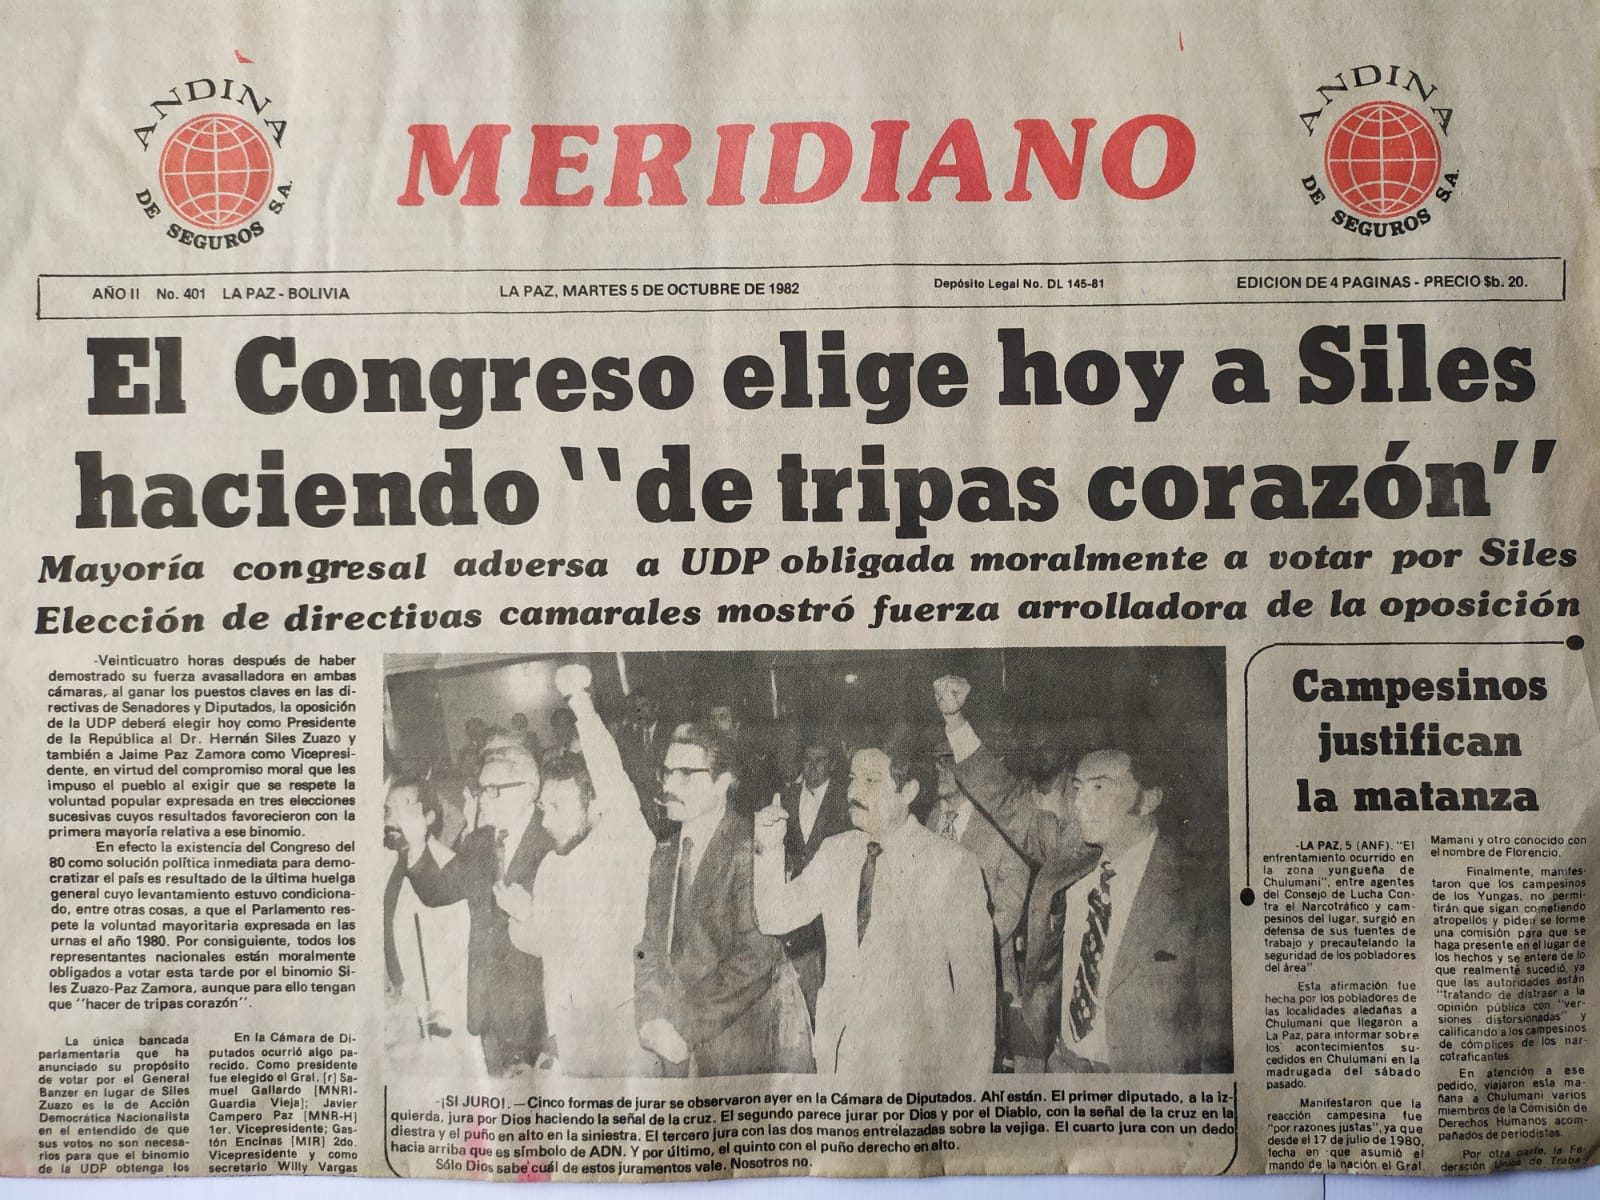 ANDINA
DE SEGUROS S.A.
MERIDIANO
ANDINA
DE SEGUROS S.A.
AÑO II No. 401 LA PAZ - BOLIVIA
LA PAZ, MARTES 5 DE OCTUBRE DE 1982
Depósito Legal No. DL 145-81
EDICION DE 4 PAGINAS - PRECIO $b. 20.
El Congreso elige hoy a Siles
haciendo "de tripas corazón"
Mayoría congresal adversa a UDP obligada moralmente a votar por Siles
Elección de directivas camarales mostró fuerza arrolladora de la oposición
-Veinticuatro horas después de haber
demostrado su fuerza avasalladora en ambas
cámaras, al ganar los puestos claves en las di-
rectivas de Senadores y Diputados, la oposición
de la UDP deberá elegir hoy como Presidente
de la República al Dr. Hernán Siles Zuazo y
también a Jaime Paz Zamora como Vicepresi-
dente, en virtud del compromiso moral que les
impuso el pueblo al exigir que se respete la
voluntad popular expresada en tres elecciones
sucesivas cuyos resultados favorecieron con la
primera mayoría relativa a ese binomio.
En efecto la existencia del Congreso del
80 como solución política inmediata para demo-
cratizar el país es resultado de la última huelga
general cuyo levantamiento estuvo condiciona-
do, entre otras cosas, a que el Parlamento res-
pete la voluntad mayoritaria expresada en las
urnas el año 1980. Por consiguiente, todos los
representantes nacionales están moralmente
obligados a votar esta tarde por el binomio Si-
les Zuazo-Paz Zamora, aunque para ello tengan
que "hacer de tripas corazón".
La única bancada
parlamentaria que ha
anunciado su propósito
de votar por el General
Banzer en lugar de Siles
Zuazo es la de Acción
Democrática Nacionalista
en el entendido de que
sus votos no son necesa-
rios para que el binomio
de la UDP obtenga los
En la Cámara de Di-
putados ocurrió algo pa-
recido. Como presidente
fue elegido el Gral. [r] Sa-
muel Gallardo [MNRI-
Guardia Vieja]; Javier
Campero Paz [MNR-H]
1er. Vicepresidente; Gas-
tón Encinas [MIR] 2do.
Vicepresidente y como
secretario Willy Vargas
-¡SI JURO!.- Cinco formas de jurar se observaron ayer en la Cámara de Diputados. Ahí están. El primer diputado, a la iz-
quierda, jura por Dios haciendo la señal de la cruz. El segundo parece jurar por Dios y por el Diablo, con la señal de la cruz en la
diestra y el puño en alto en la siniestra. El tercero jura con las dos manos entrelazadas sobre la vejiga. El cuarto jura con un dedo
hacia arriba que es símbolo de ADN. Y por último, el quinto con el puño derecho en alto.
Sólo Dios sabe cuál de estos juramentos vale. Nosotros no.
Campesinos
justifican
la matanza
-LA PAZ, 5 (ANF). "El
enfrentamiento ocurrido en
la zona yungueña de
Chulumani", entre agentes
del Consejo de Lucha Con-
tra el Narcotráfico y cam-
pesinos del lugar, surgió en
defensa de sus fuentes de
trabajo y precautelando la
seguridad de los pobladores
del área".
Esta afirmación fue
hecha por los pobladores de
las localidades aledañas a
Chulumani que llegaron a
La Paz, para informar sobre
los acontecimientos su-
cedidos en Chulumani en la
madrugada del sábado
pasado.
Manifestaron que la
reacción campesina fue
"por razones justas", ya que
desde el 17 de julio de 1980,
fecha en que asumió el
mando de la nación el Gral.
Mamani y otro conocido con
el nombre de Florencio.
Finalmente, manifes-
taron que los campesinos
de los Yungas, no permi-
tirán que sigan cometiendo
atropellos y piden se forme
una comisión para que se
haga presente en el lugar de
los hechos y se entere de lo
que realmente sucedió, ya
que las autoridades están
"tratando de distraer a la
opinión pública con "ver-
siones distorsionadas" y
calificando a los campesinos
de cómplices de los nar-
cotraficantes.
En atención a ese
pedido, viajaron esta ma-
ñana a Chulumani varios
miembros de la Comisión de
Derechos Humanos acom-
pañados de periodistas.
Por otra parte, la Fe-
deración Unica de Traba-